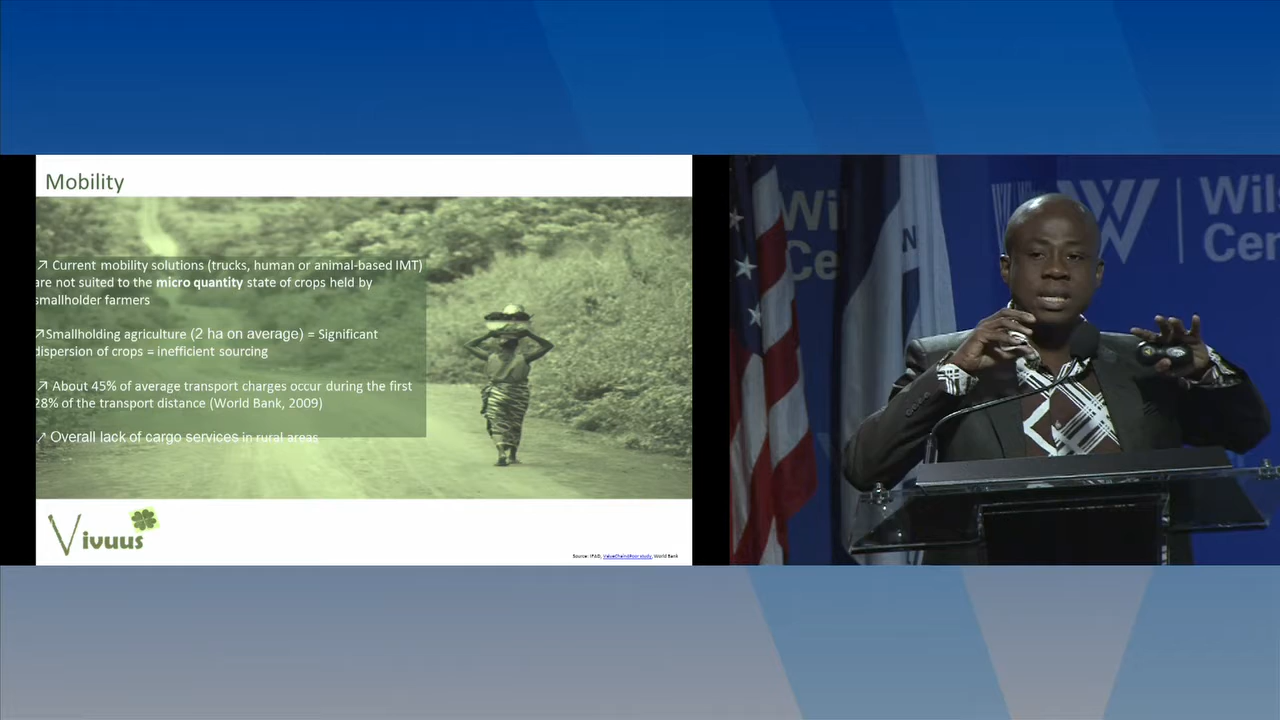 Mobility
↗ Current mobility solutions (trucks, human or animal-based IMT)
are not suited to the micro quantity state of crops held by
smallholder farmers
↗Smallholding agriculture (2 ha on average) = Significant
dispersion of crops = inefficient sourcing
↗ About 45% of average transport charges occur during the first
28% of the transport distance (World Bank, 2009)
↗ Overall lack of cargo services in rural areas
Vivuus
Source: IFAD, ValueChains4Poor study, World Bank
Wi
Ce
N
W
Wil
Cen